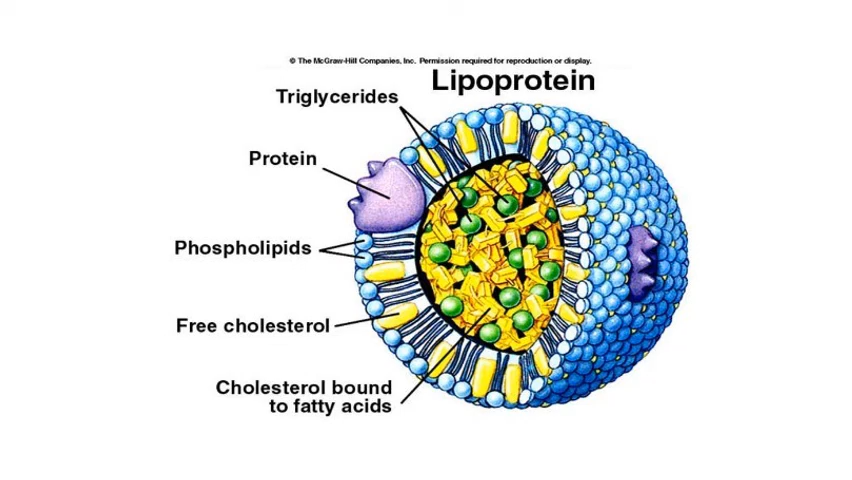 © The McGraw-Hill Companies, Inc. Permission required for reproduction or display.
Lipoprotein
Triglycerides
Protein
Phospholipids
Free cholesterol
Cholesterol bound
to fatty acids